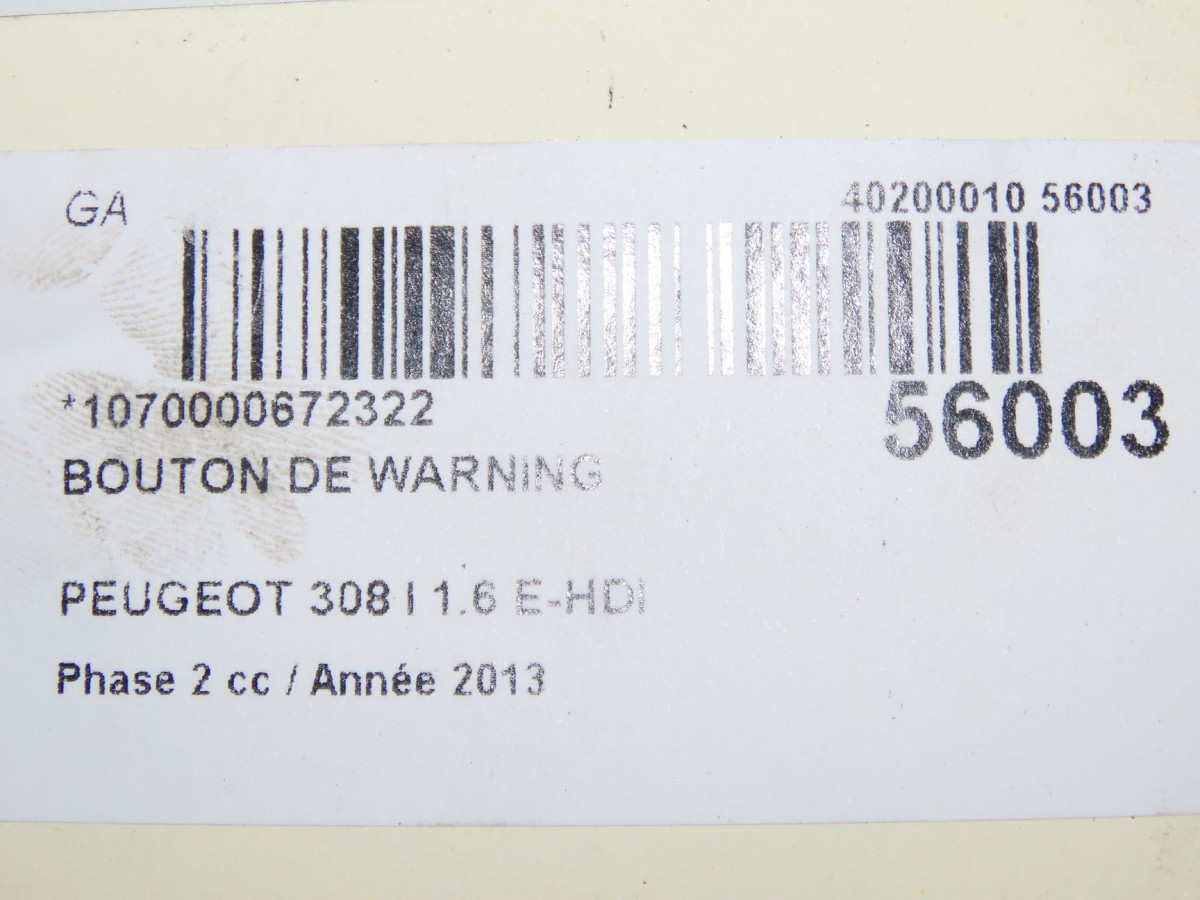 GA
40200010 56003
*1070000672322
56003
BOUTON DE WARNING
PEUGEOT 308 I 1.6 E-HDI
Phase 2 cc / Année 2013